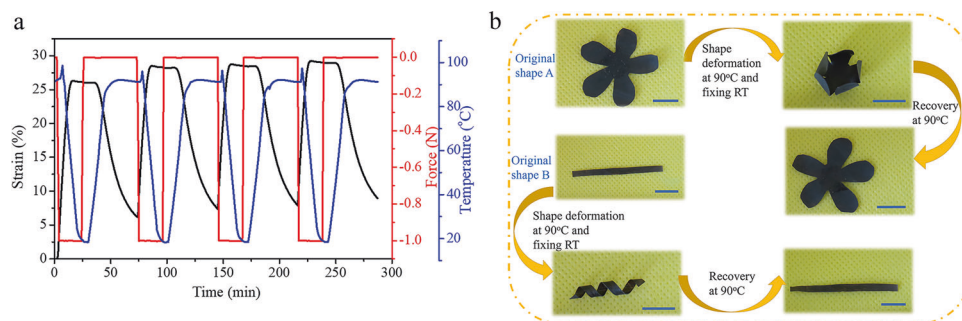 a
30
25
20
15
10
5
0
Strain (%)
0
50
100
150
200
250
300
Time (min)
0.0
-0.2
-0.4
-0.6
-0.8
-1.0
Force (N)
100
80
60
40
20
Temperature (°C)
b
Original
shape A
Shape
deformation
at 90°C and
fixing RT
Recovery
at 90°C
Original
shape B
Shape deformation
at 90°C and
fixing RT
Recovery
at 90°C